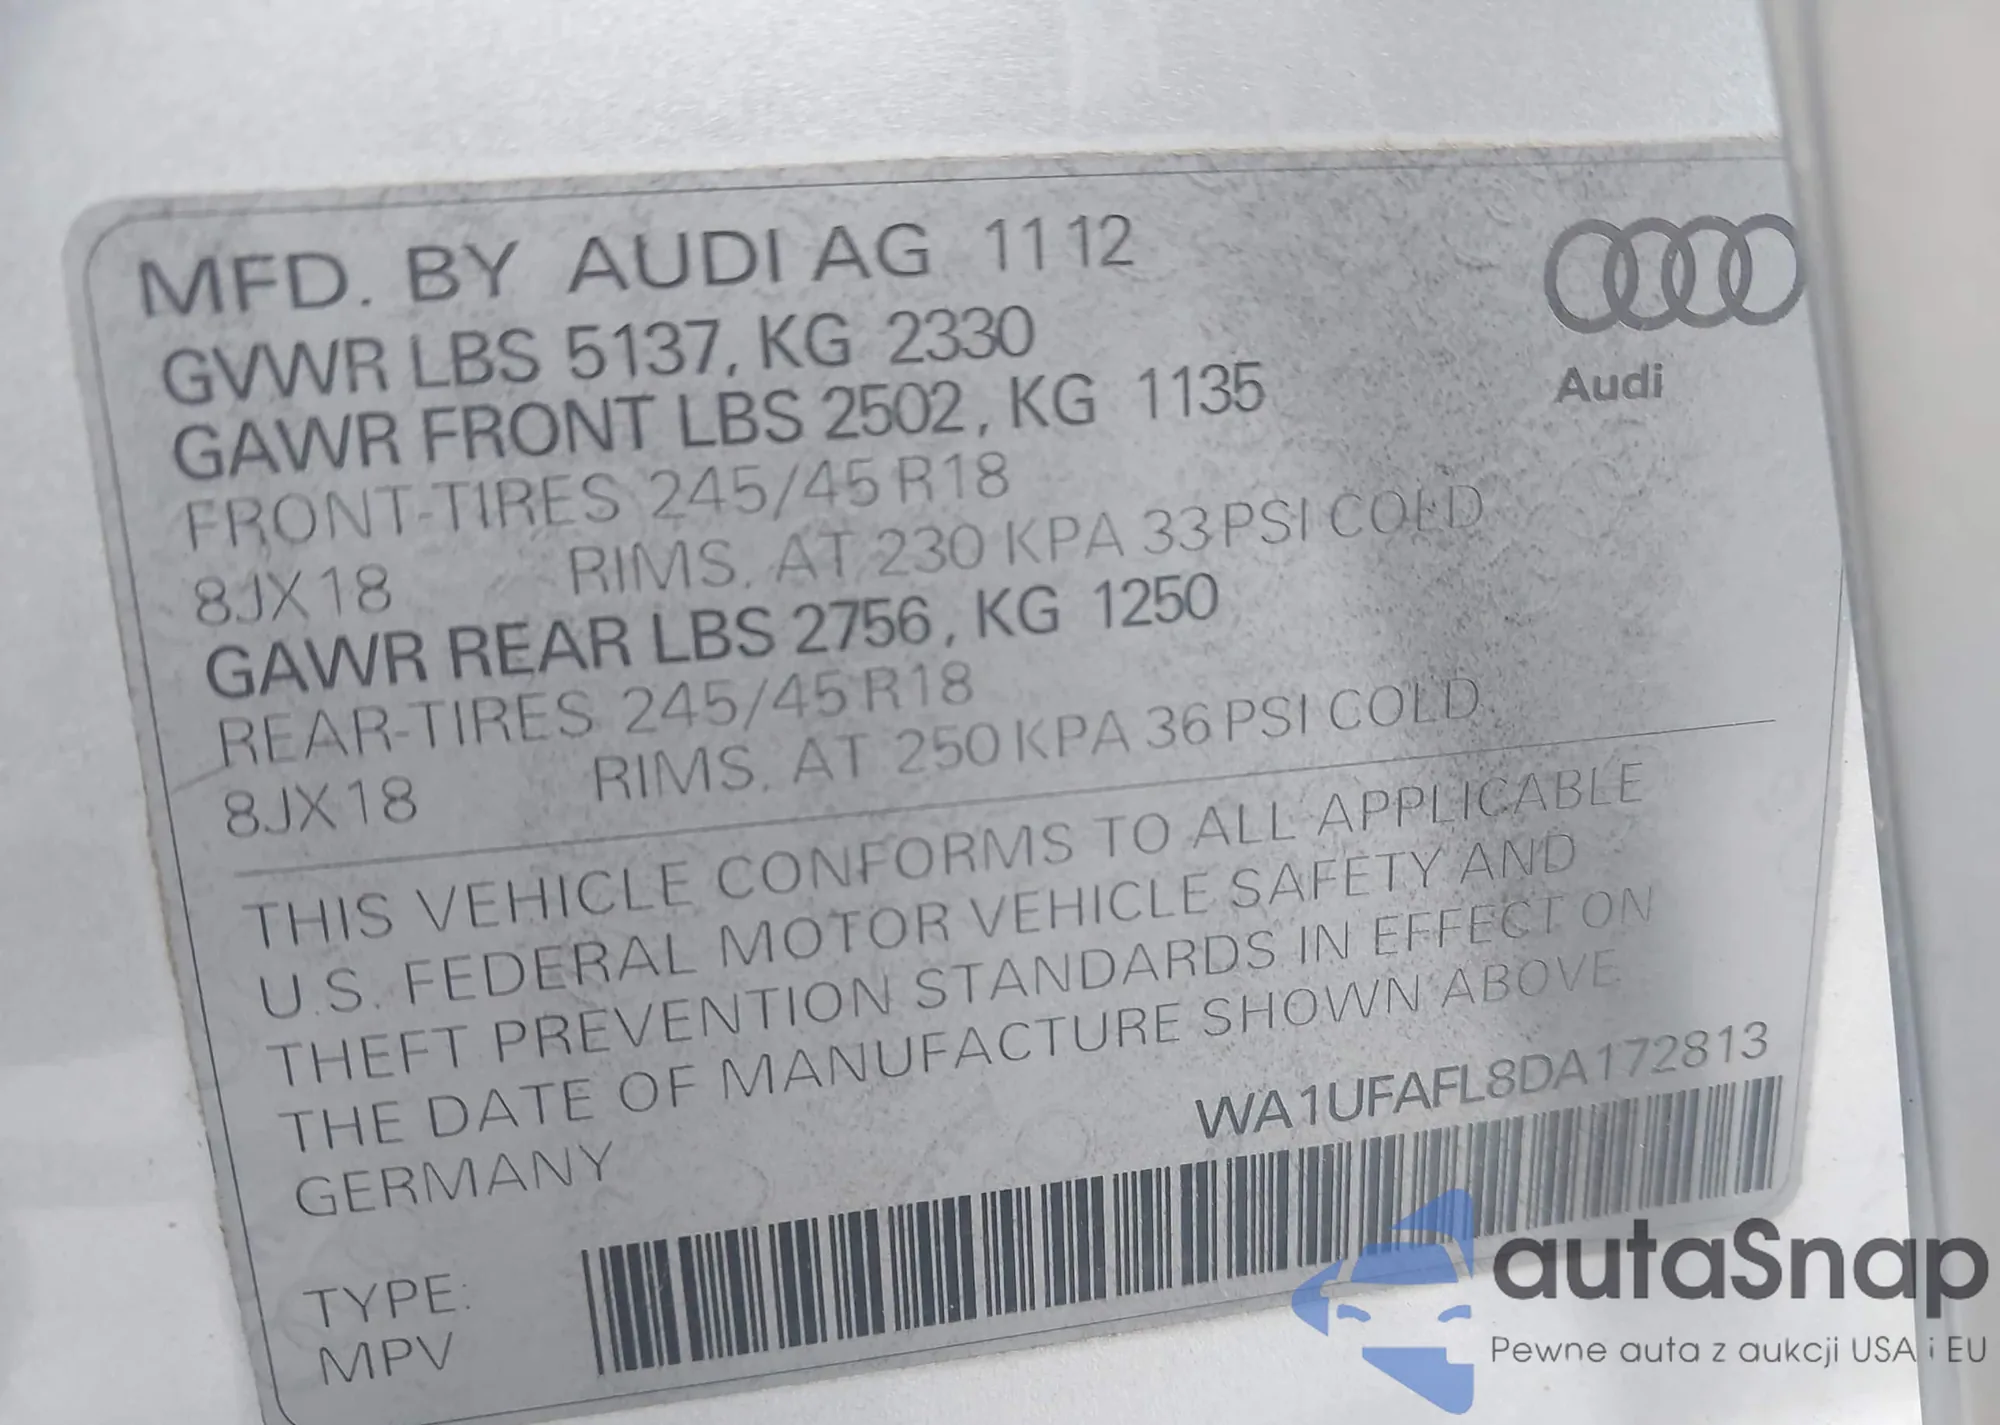 MFD. BY AUDI AG 11 12
GVWR LBS 5137, KG 2330
GAWR FRONT LBS 2502, KG 1135
FRONT-TIRES 245/45 R18
8JX18 RIMS. AT 230 KPA 33 PSI COLD
GAWR REAR LBS 2756, KG 1250
REAR-TIRES 245/45 R18
8JX18 RIMS. AT 250 KPA 36 PSI COLD
Audi
THIS VEHICLE CONFORMS TO ALL APPLICABLE
U.S. FEDERAL MOTOR VEHICLE SAFETY AND
THEFT PREVENTION STANDARDS IN EFFECT ON
THE DATE OF MANUFACTURE SHOWN ABOVE
GERMANY
WA1UFAFL8DA172813
TYPE:
MPV
autaSnap
Pewne auta z aukcji USA i EU